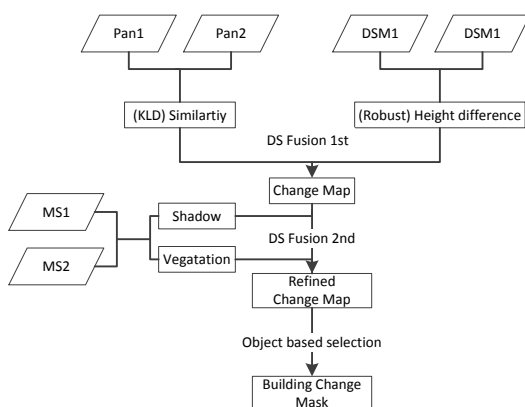 Pan1
Pan2
DSM1
DSM1
(KLD) Similartiy
(Robust) Height difference
DS Fusion 1st
Change Map
MS1
Shadow
DS Fusion 2nd
MS2
Vegatation
Refined
Change Map
Object based selection
Building Change
Mask